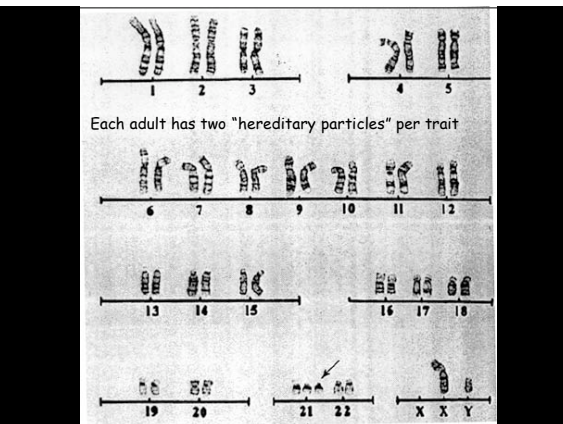 1 2 3 4 5
Each adult has two “hereditary particles” per trait
6 7 8 9 10 11 12
13 14 15 16 17 18
19 20 21 22 X X Y